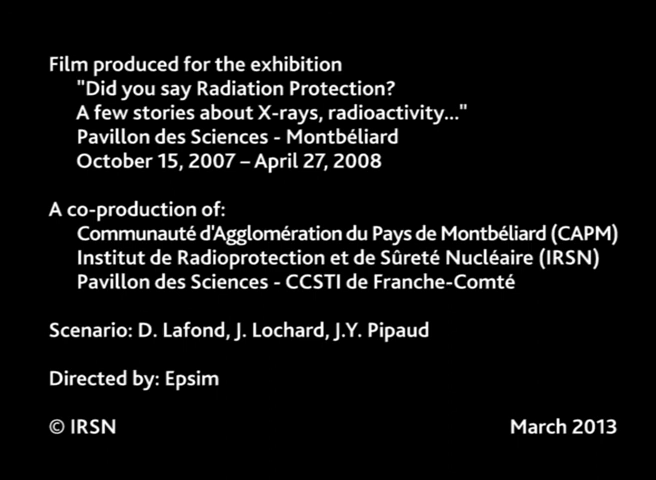 Film produced for the exhibition
"Did you say Radiation Protection?
A few stories about X-rays, radioactivity..."
Pavillon des Sciences - Montbéliard
October 15, 2007 – April 27, 2008
A co-production of:
Communauté d'Agglomération du Pays de Montbéliard (CAPM)
Institut de Radioprotection et de Sûreté Nucléaire (IRSN)
Pavillon des Sciences - CCSTI de Franche-Comté
Scenario: D. Lafond, J. Lochard, J.Y. Pipaud
Directed by: Epsim
© IRSN March 2013